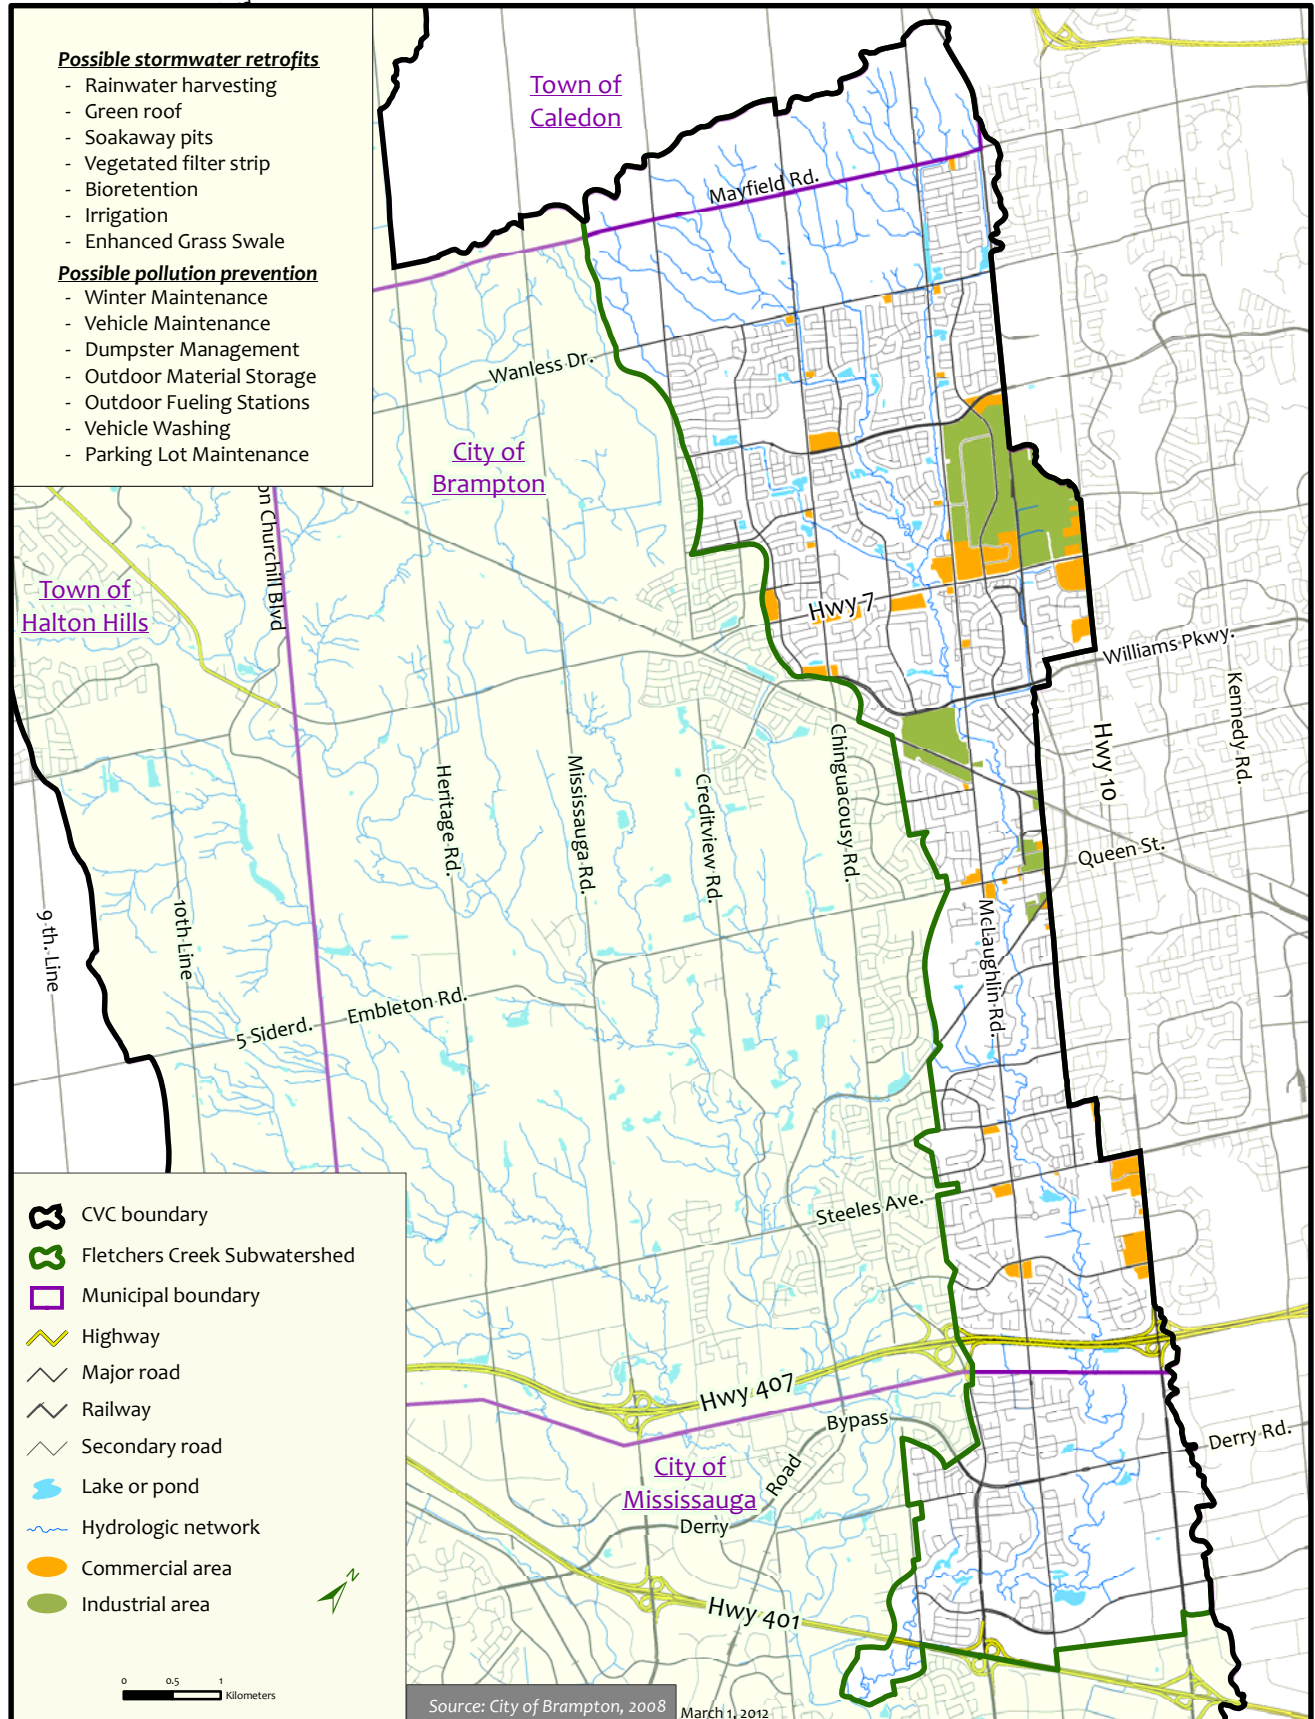 Possible stormwater retrofits
- Rainwater harvesting
- Green roof
- Soakaway pits
- Vegetated filter strip
- Bioretention
- Irrigation
- Enhanced Grass Swale
Possible pollution prevention
- Winter Maintenance
- Vehicle Maintenance
- Dumpster Management
- Outdoor Material Storage
- Outdoor Fueling Stations
- Vehicle Washing
- Parking Lot Maintenance
Town of
Caledon
Mayfield Rd.
Wanless Dr.
City of
Brampton
on Churchill Blvd
Town of
Halton Hills
Hwy 7
Williams Pkwy.
Kennedy Rd.
Hwy 10
Chinguacousy Rd.
Creditview Rd.
Mississauga Rd.
Heritage Rd.
Queen St.
McLaughlin Rd.
10th Line
9 th. Line
5 Siderd.
Embleton Rd.
Steeles Ave.
Hwy 407
Bypass
Road
Derry
Derry Rd.
City of
Mississauga
Hwy 401
CVC boundary
Fletchers Creek Subwatershed
Municipal boundary
Highway
Major road
Railway
Secondary road
Lake or pond
Hydrologic network
Commercial area
Industrial area
N
0 0.5 1
Kilometers
Source: City of Brampton, 2008
March 1, 2012